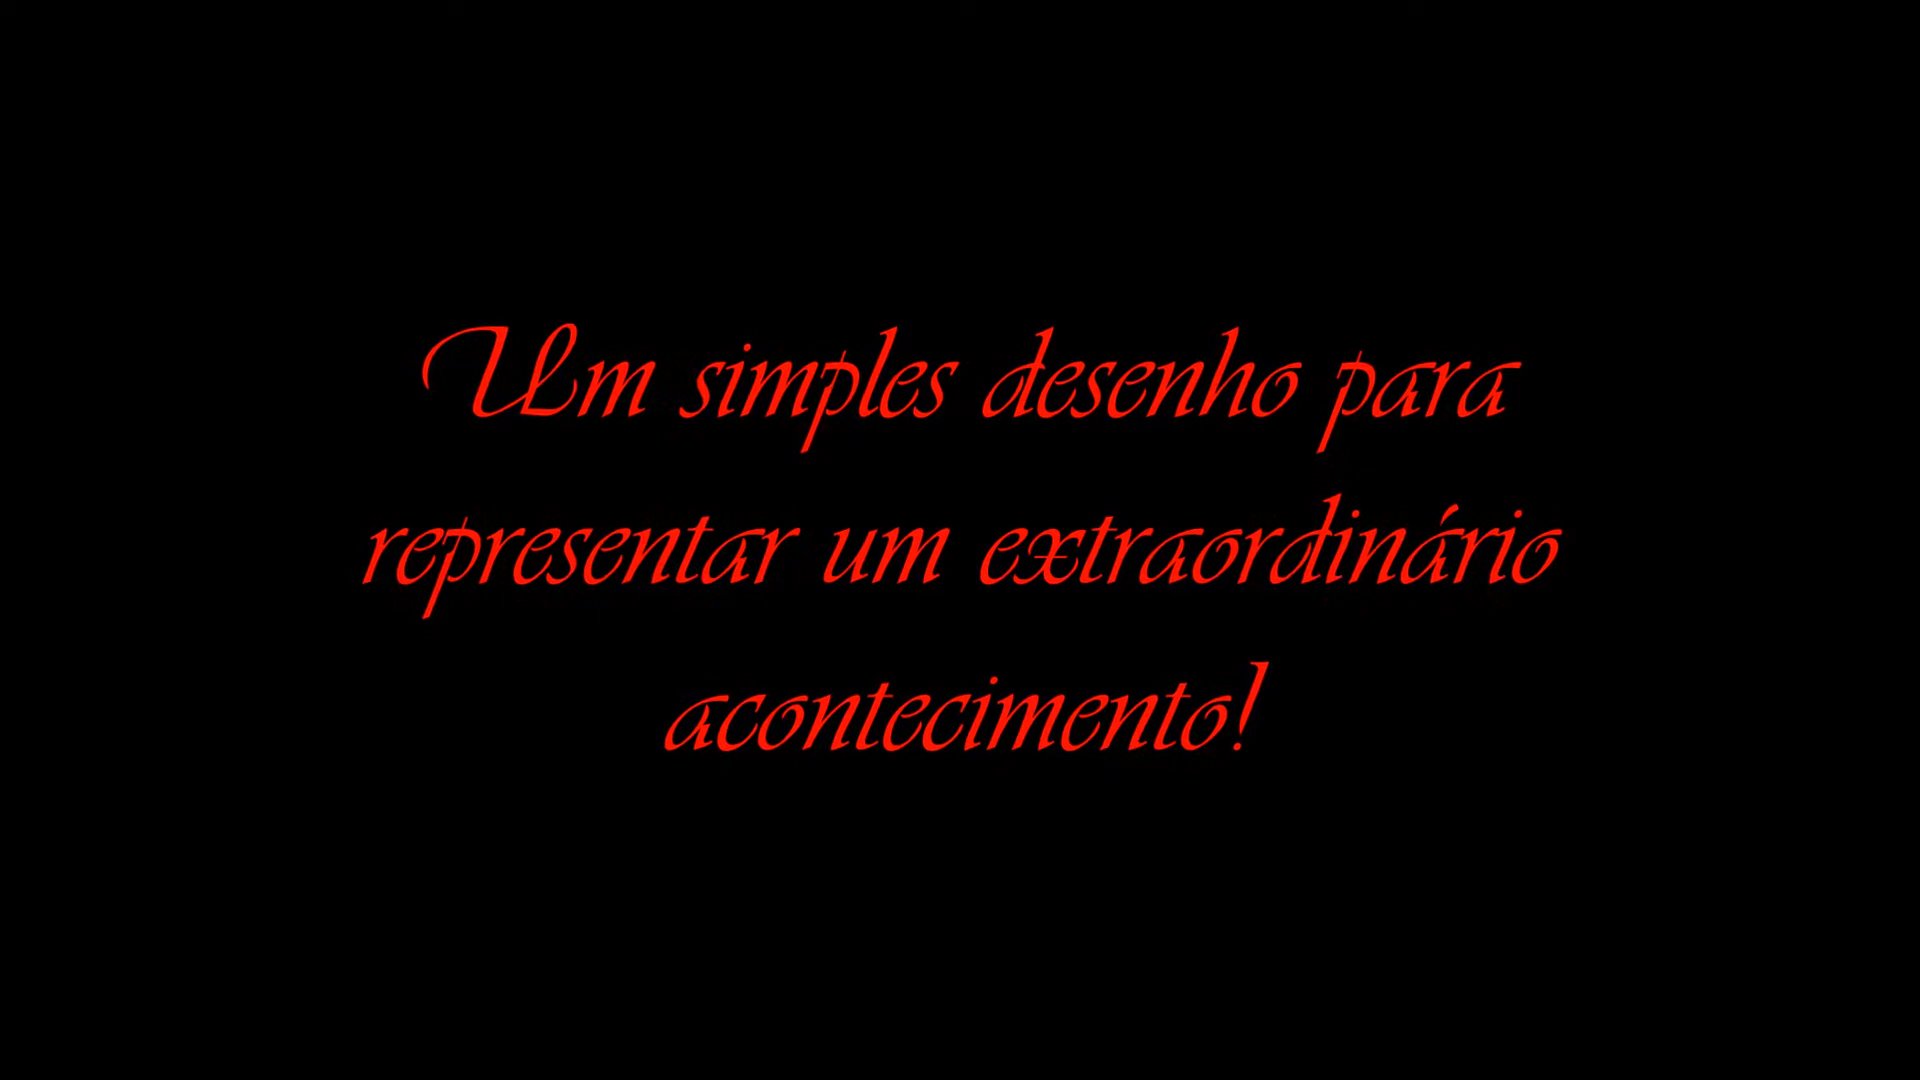 Um simples desenho para
representar um extraordinário
acontecimento!